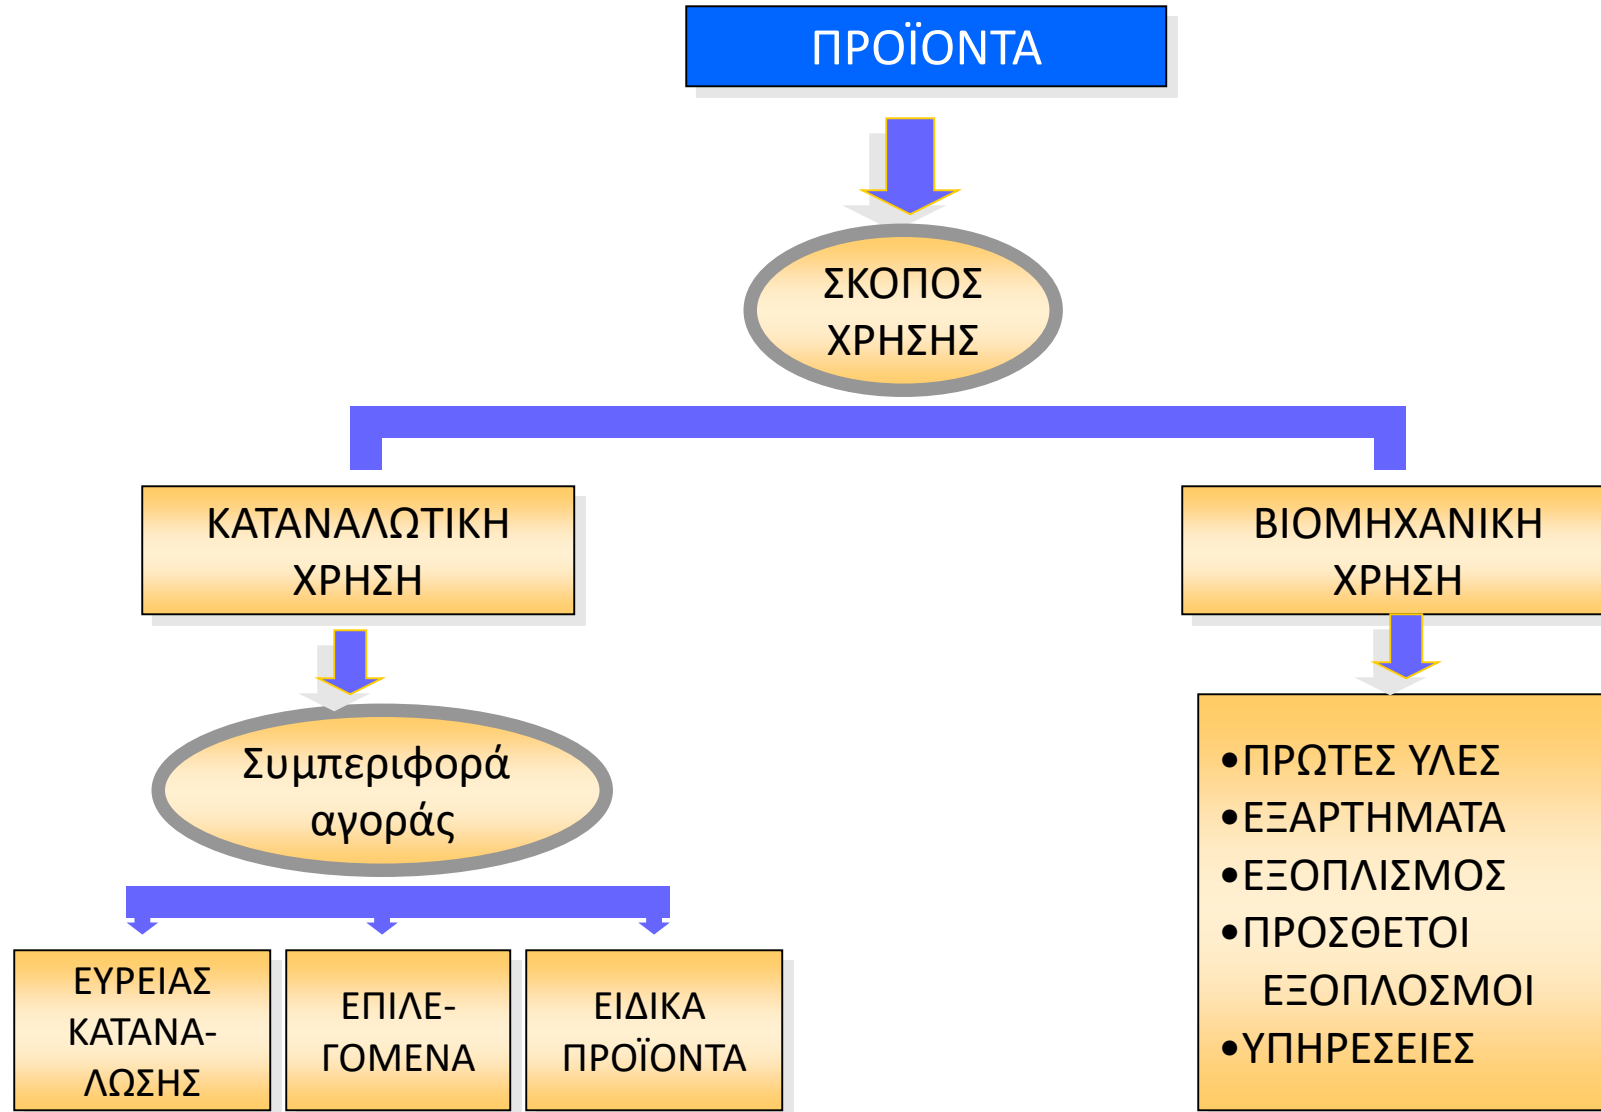 ΠΡΟΪΟΝΤΑ
ΣΚΟΠΟΣ
ΧΡΗΣΗΣ
ΚΑΤΑΝΑΛΩΤΙΚΗ
ΧΡΗΣΗ
ΒΙΟΜΗΧΑΝΙΚΗ
ΧΡΗΣΗ
Συμπεριφορά
αγοράς
•ΠΡΩΤΕΣ ΥΛΕΣ
•ΕΞΑΡΤΗΜΑΤΑ
•ΕΞΟΠΛΙΣΜΟΣ
•ΠΡΟΣΘΕΤΟΙ
ΕΞΟΠΛΟΣΜΟΙ
•ΥΠΗΡΕΣΕΙΕΣ
ΕΥΡΕΙΑΣ
ΚΑΤΑΝΑ-
ΛΩΣΗΣ
ΕΠΙΛΕ-
ΓΟΜΕΝΑ
ΕΙΔΙΚΑ
ΠΡΟΪΟΝΤΑ